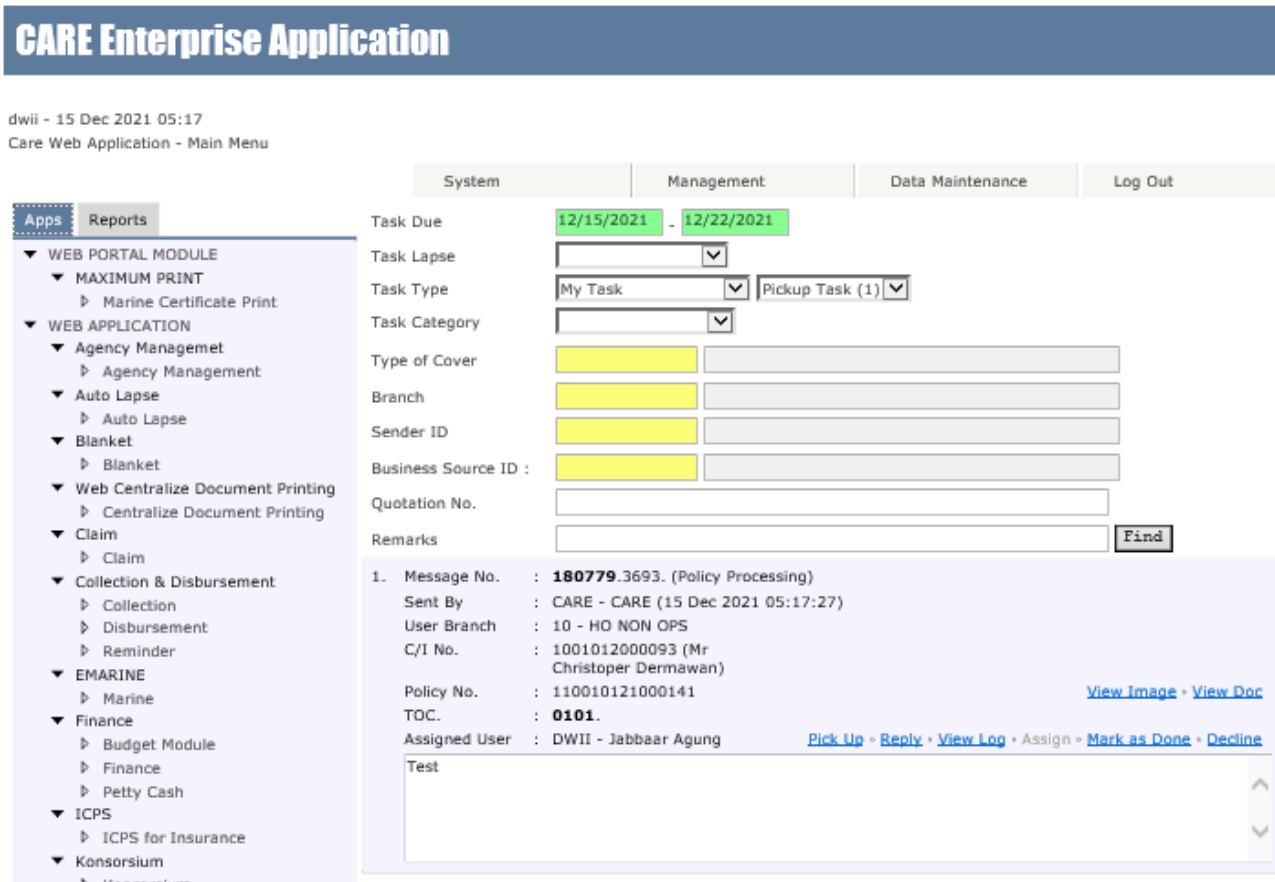 CARE Enterprise Application
dwii - 15 Dec 2021 05:17
Care Web Application - Main Menu
System Management Data Maintenance Log Out
Apps Reports
WEB PORTAL MODULE
MAXIMUM PRINT
Marine Certificate Print
WEB APPLICATION
Agency Managemet
Agency Management
Auto Lapse
Auto Lapse
Blanket
Blanket
Web Centralize Document Printing
Centralize Document Printing
Claim
Claim
Collection & Disbursement
Collection
Disbursement
Reminder
EMARINE
Marine
Finance
Budget Module
Finance
Petty Cash
ICPS
ICPS for Insurance
Konsorsium
Konsorsium
Task Due 12/15/2021 - 12/22/2021
Task Lapse
Task Type My Task Pickup Task (1)
Task Category
Type of Cover
Branch
Sender ID
Business Source ID :
Quotation No.
Remarks Find
1. Message No. : 180779.3693. (Policy Processing)
Sent By : CARE - CARE (15 Dec 2021 05:17:27)
User Branch : 10 - HO NON OPS
C/I No. : 1001012000093 (Mr
Christoper Dermawan)
Policy No. : 110010121000141 View Image • View Doc
TOC. : 0101.
Assigned User : DWII - Jabbaar Agung Pick Up • Reply • View Log • Assign • Mark as Done • Decline
Test